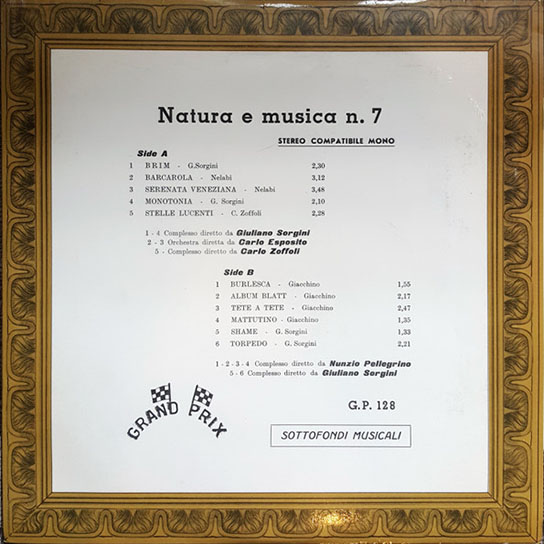 Natura e musica n. 7
STEREO COMPATIBILE MONO
Side A
1 BRIM - G.Sorgini 2,30
2 BARCAROLA - Nelabi 3,12
3 SERENATA VENEZIANA - Nelabi 3,48
4 MONOTONIA - G. Sorgini 2,10
5 STELLE LUCENTI - C. Zoffoli 2,28
1 - 4 Complesso diretto da Giuliano Sorgini
2 - 3 Orchestra diretta da Carlo Esposito
5 - Complesso diretto da Carlo Zoffoli
Side B
1 BURLESCA - Giacchino 1,55
2 ALBUM BLATT - Giacchino 2,17
3 TETE A TETE - Giacchino 2,47
4 MATTUTINO - Giacchino 1,35
5 SHAME - G. Sorgini 1,33
6 TORPEDO - G. Sorgini 2,21
1 - 2 - 3 - 4 Complesso diretto da Nunzio Pellegrino
5 - 6 Complesso diretto da Giuliano Sorgini
GRAND PRIX
G.P. 128
SOTTOFONDI MUSICALI